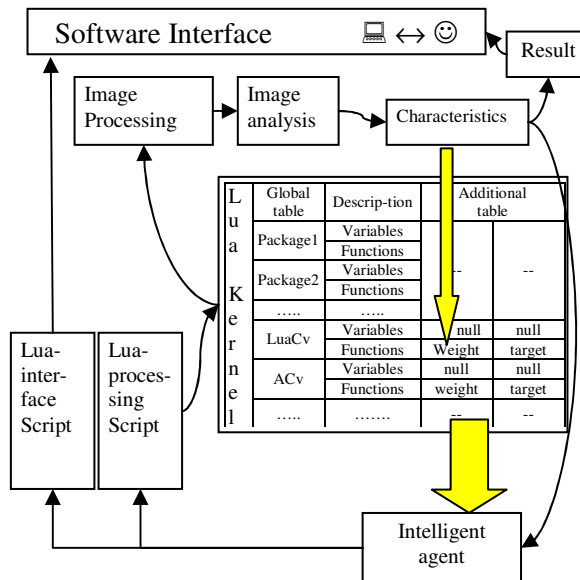 Software Interface 💻 ↔ ☺
Result
Image
Processing
Image
analysis
Characteristics
Lua Kernel
Global
table
Descrip-tion
Additional
table
Package1
Variables
Functions
--
--
Package2
Variables
Functions
…..
…..
LuaCv
Variables
null
null
Functions
Weight
target
ACv
Variables
null
null
Functions
weight
target
…..
…….
--
--
Lua-
inter-
face
Script
Lua-
proces-
sing
Script
Intelligent
agent